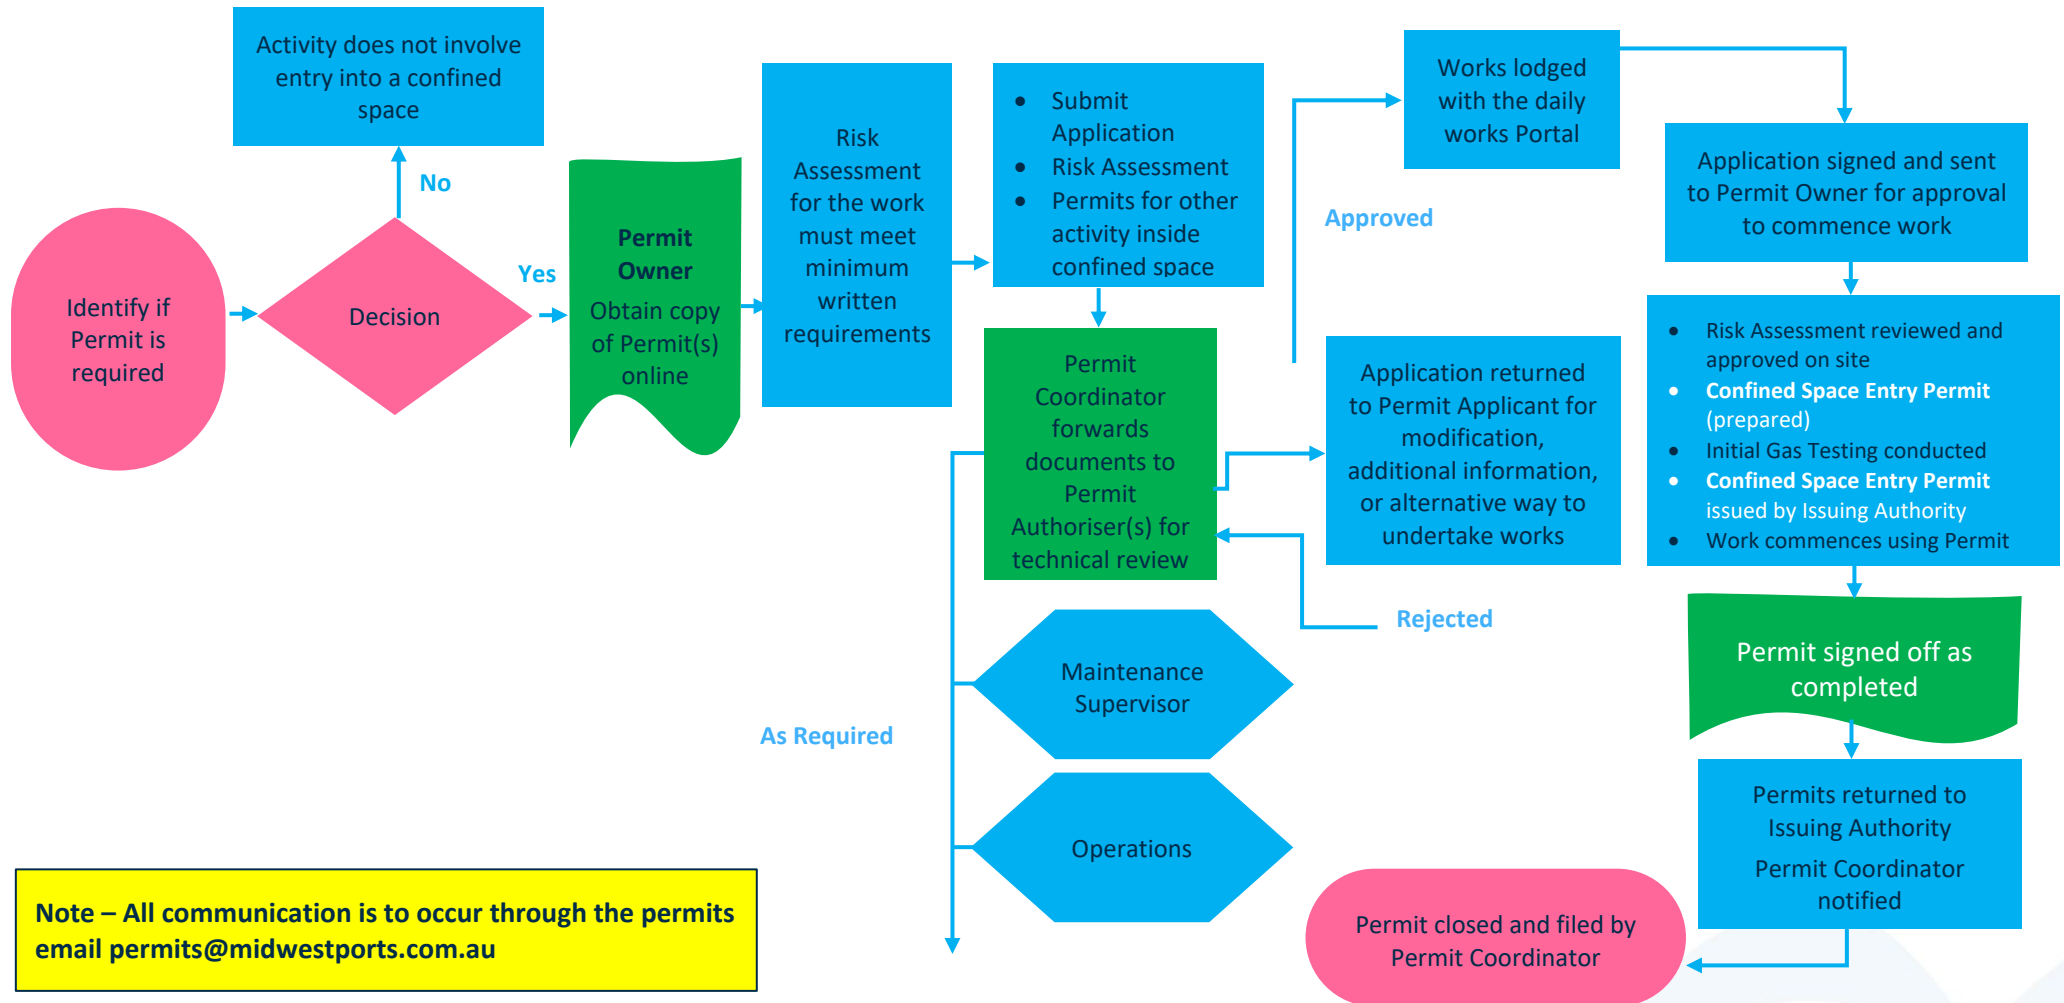 Identify if
Permit is
required
Decision
No
Activity does not involve
entry into a confined
space
Yes
Permit
Owner
Obtain copy
of Permit(s)
online
Risk
Assessment
for the work
must meet
minimum
written
requirements
• Submit
Application
• Risk Assessment
• Permits for other
activity inside
confined space
Permit
Coordinator
forwards
documents to
Permit
Authoriser(s) for
technical review
As Required
Maintenance
Supervisor
Operations
Rejected
Application returned
to Permit Applicant for
modification,
additional information,
or alternative way to
undertake works
Approved
Works lodged
with the daily
works Portal
Application signed and sent
to Permit Owner for approval
to commence work
• Risk Assessment reviewed and
approved on site
• Confined Space Entry Permit
(prepared)
• Initial Gas Testing conducted
• Confined Space Entry Permit
issued by Issuing Authority
• Work commences using Permit
Permit signed off as
completed
Permits returned to
Issuing Authority
Permit Coordinator
notified
Permit closed and filed by
Permit Coordinator
Note – All communication is to occur through the permits
email permits@midwestports.com.au